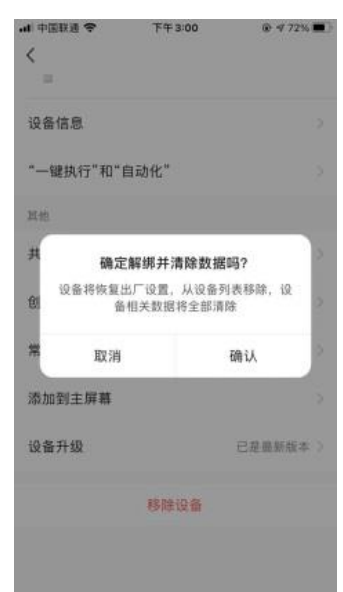 中国联通 下午3:00 72%
设备信息
“一键执行”和“自动化”
其他
共
确定解绑并清除数据吗?
设备将恢复出厂设置，从设备列表移除，设
创
备相关数据将全部清除
常
取消 确认
添加到主屏幕
设备升级 已是最新版本
移除设备